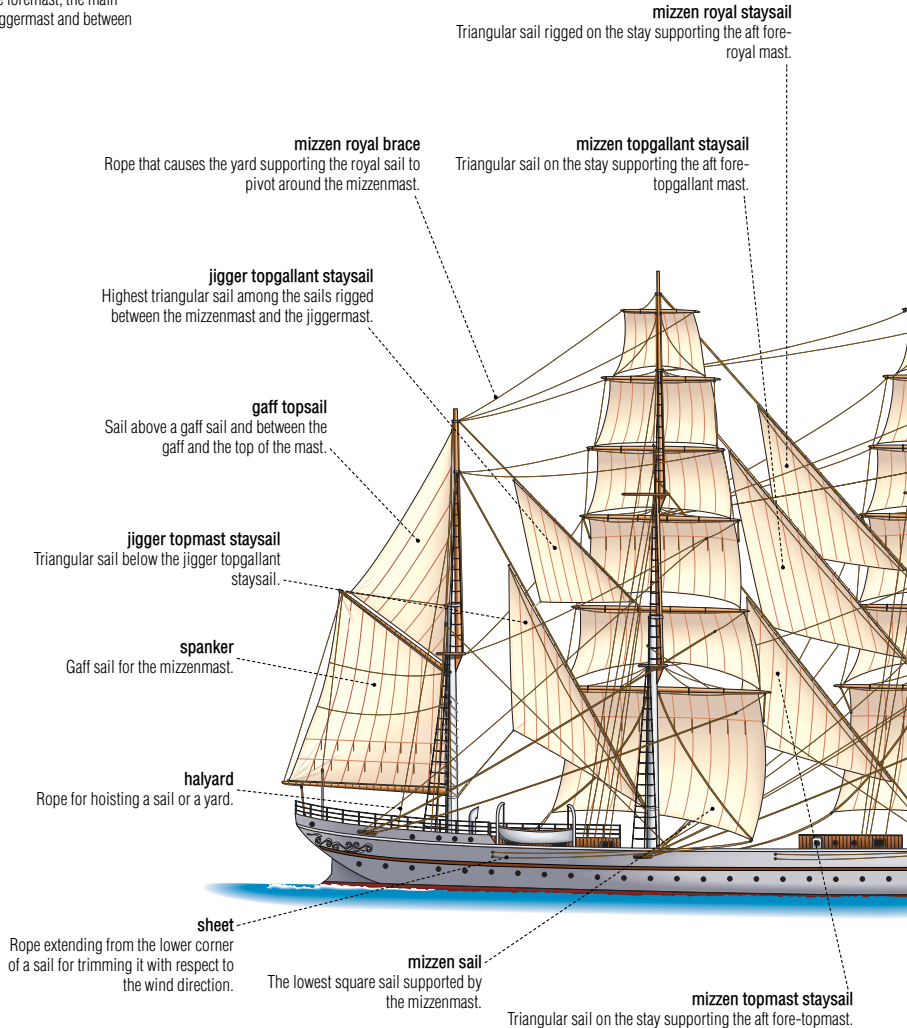 the main
ggermast and between
mizzen royal staysail
Triangular sail rigged on the stay supporting the aft fore-
royal mast.
mizzen royal brace
Rope that causes the yard supporting the royal sail to
pivot around the mizzenmast.
mizzen topgallant staysail
Triangular sail on the stay supporting the aft fore-
topgallant mast.
jigger topgallant staysail
Highest triangular sail among the sails rigged
between the mizzenmast and the jiggermast.
gaff topsail
Sail above a gaff sail and between the
gaff and the top of the mast.
jigger topmast staysail
Triangular sail below the jigger topgallant
staysail.
spanker
Gaff sail for the mizzenmast.
halyard
Rope for hoisting a sail or a yard.
sheet
Rope extending from the lower corner
of a sail for trimming it with respect to
the wind direction.
mizzen sail
The lowest square sail supported by
the mizzenmast.
mizzen topmast staysail
Triangular sail on the stay supporting the aft fore-topmast.